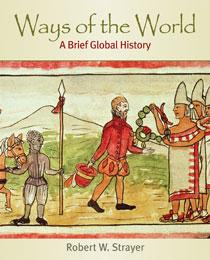 Ways of the World
A Brief Global History
Robert W. Strayer